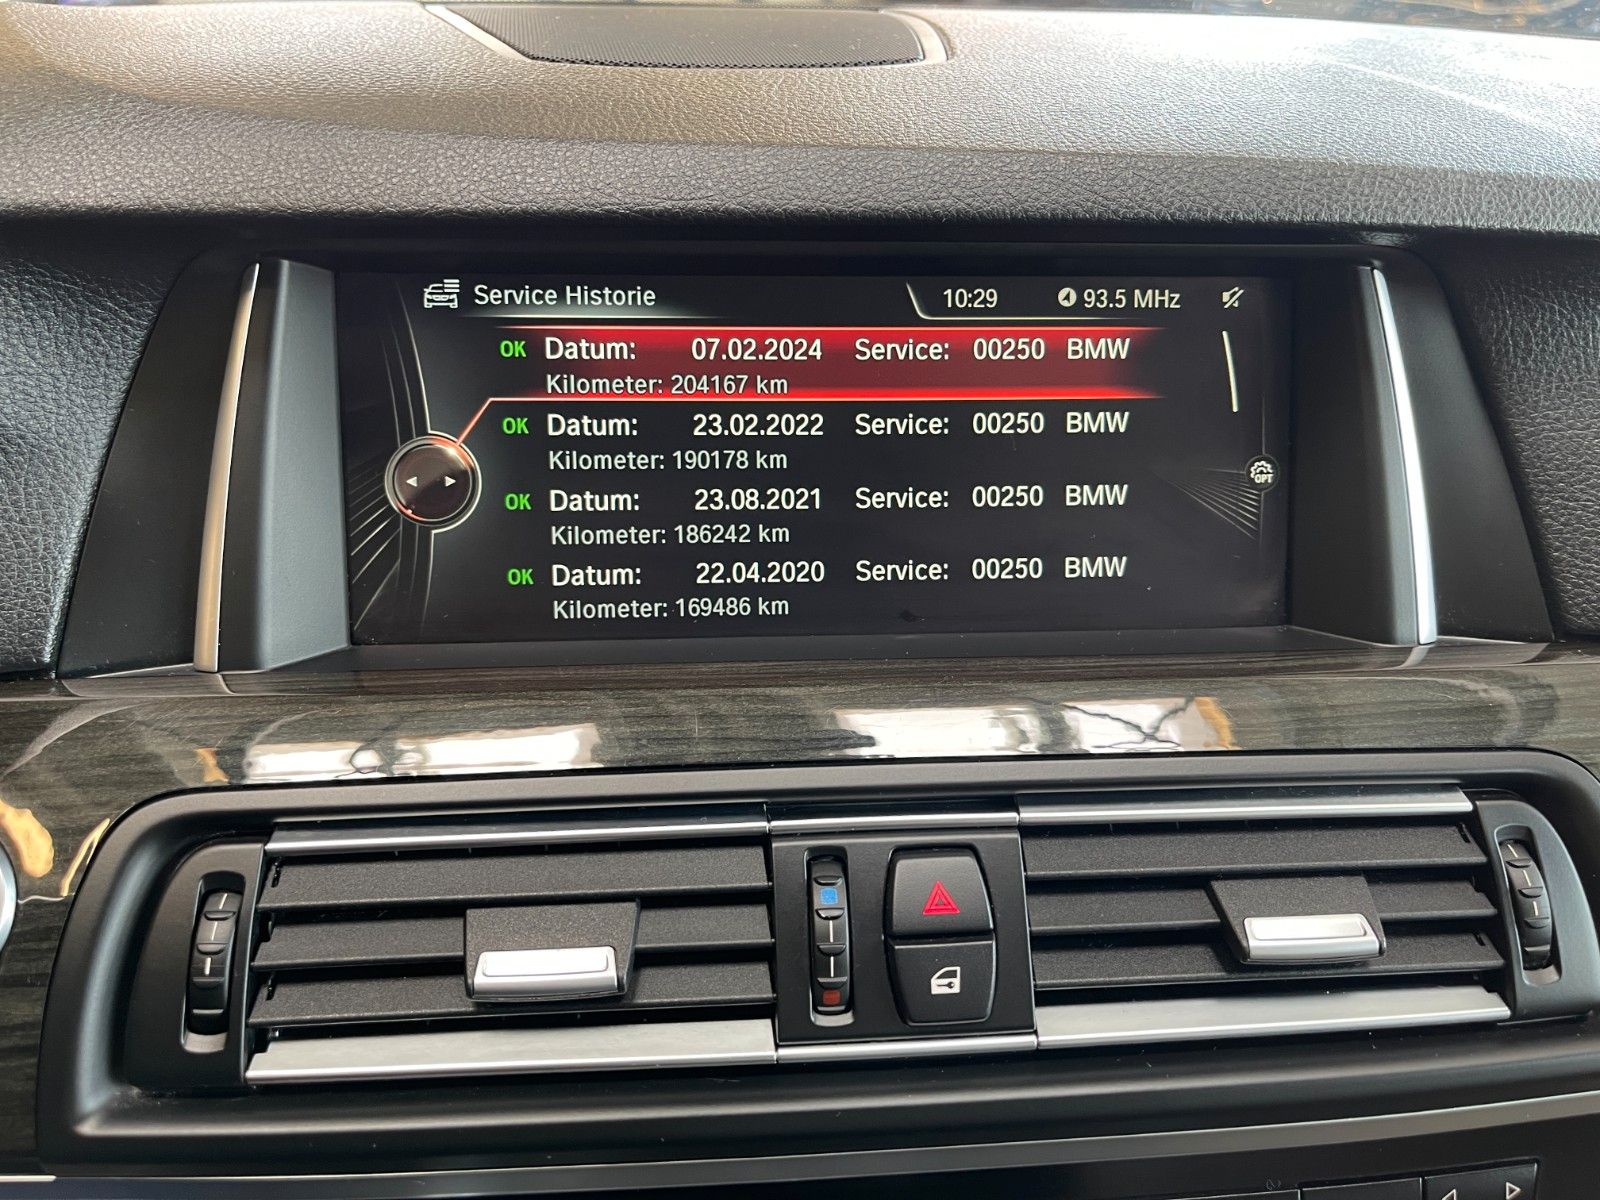 Service Historie 10:29 93.5 MHz
OK Datum: 07.02.2024 Service: 00250 BMW
Kilometer: 204167 km
OK Datum: 23.02.2022 Service: 00250 BMW
Kilometer: 190178 km
OK Datum: 23.08.2021 Service: 00250 BMW
Kilometer: 186242 km
OPT
OK Datum: 22.04.2020 Service: 00250 BMW
Kilometer: 169486 km